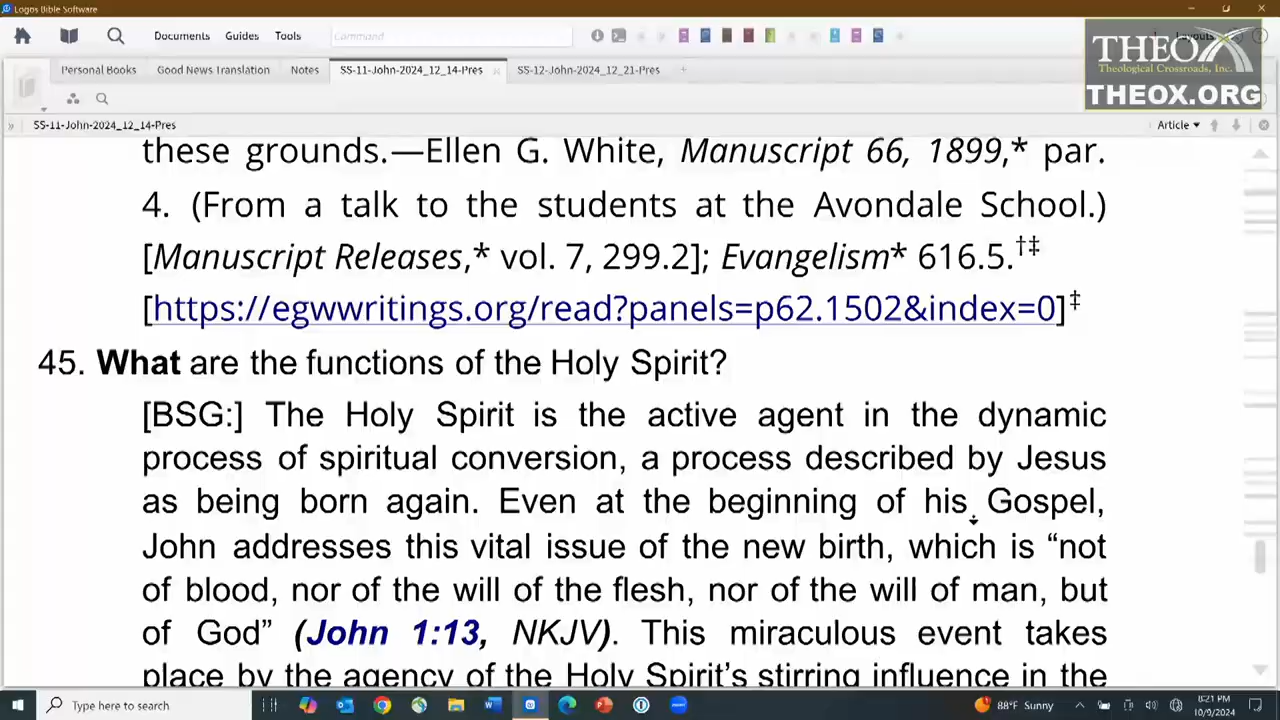 Logos Bible Software
Documents Guides Tools Command Layouts
THEOX
Theological Crossroads, Inc.
THEOX.ORG
Personal Books Good News Translation Notes SS-11-John-2024_12_14-Pres SS-12-John-2024_12_21-Pres
SS-11-John-2024_12_14-Pres Article
these grounds.—Ellen G. White, Manuscript 66, 1899,* par.
4. (From a talk to the students at the Avondale School.)
[Manuscript Releases,* vol. 7, 299.2]; Evangelism* 616.5.†‡
[https://egwwritings.org/read?panels=p62.1502&index=0]‡
45. What are the functions of the Holy Spirit?
[BSG:] The Holy Spirit is the active agent in the dynamic
process of spiritual conversion, a process described by Jesus
as being born again. Even at the beginning of his Gospel,
John addresses this vital issue of the new birth, which is “not
of blood, nor of the will of the flesh, nor of the will of man, but
of God” (John 1:13, NKJV). This miraculous event takes
place by the agency of the Holy Spirit’s stirring influence in the
Type here to search 88°F Sunny 8:21 PM
10/9/2024